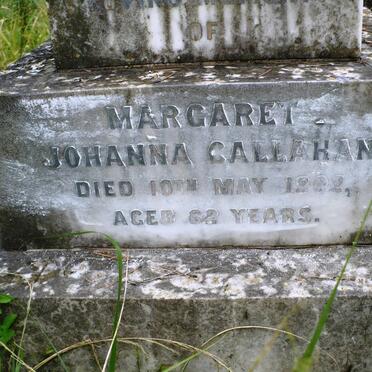 OF
MARGARET
JOHANNA CALLAHAN
DIED 10TH MAY
AGED 62 YEARS.